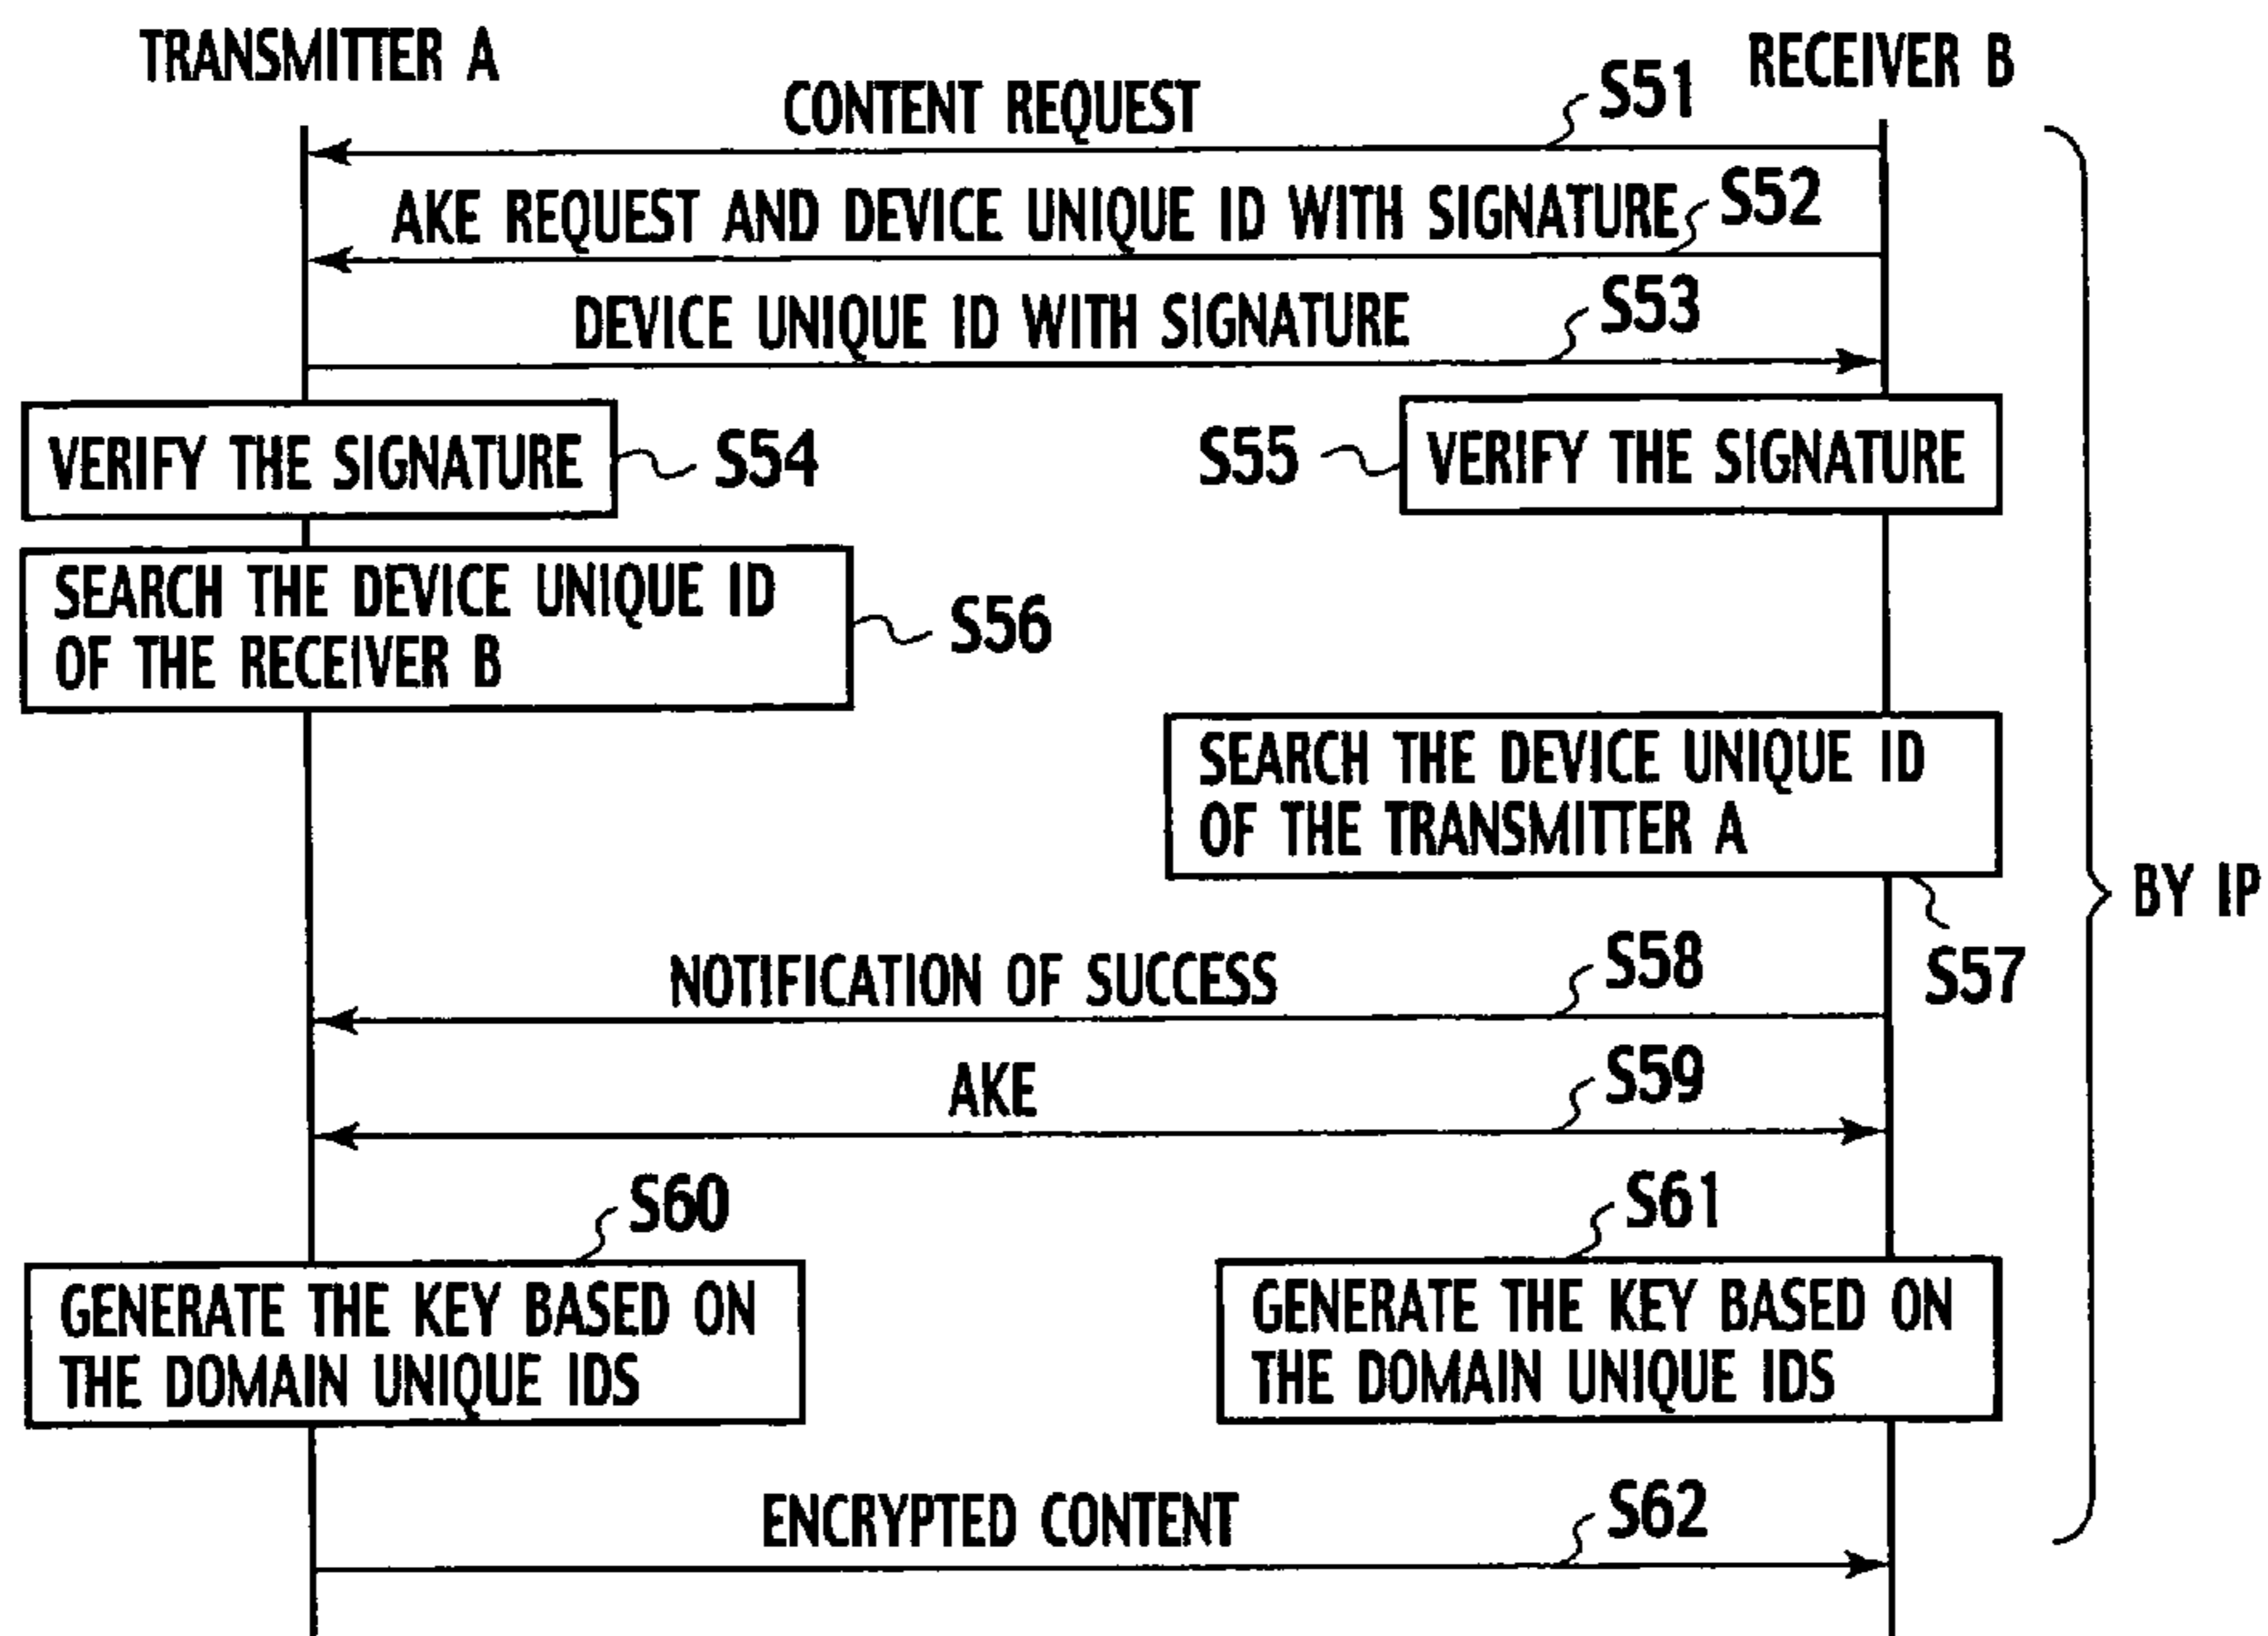 TRANSMITTER A
RECEIVER B
CONTENT REQUEST
S51
AKE REQUEST AND DEVICE UNIQUE ID WITH SIGNATURE
S52
DEVICE UNIQUE ID WITH SIGNATURE
S53
VERIFY THE SIGNATURE
S54
S55
VERIFY THE SIGNATURE
SEARCH THE DEVICE UNIQUE ID
OF THE RECEIVER B
S56
SEARCH THE DEVICE UNIQUE ID
OF THE TRANSMITTER A
S57
BY IP
NOTIFICATION OF SUCCESS
S58
AKE
S59
S60
S61
GENERATE THE KEY BASED ON
THE DOMAIN UNIQUE IDS
GENERATE THE KEY BASED ON
THE DOMAIN UNIQUE IDS
ENCRYPTED CONTENT
S62